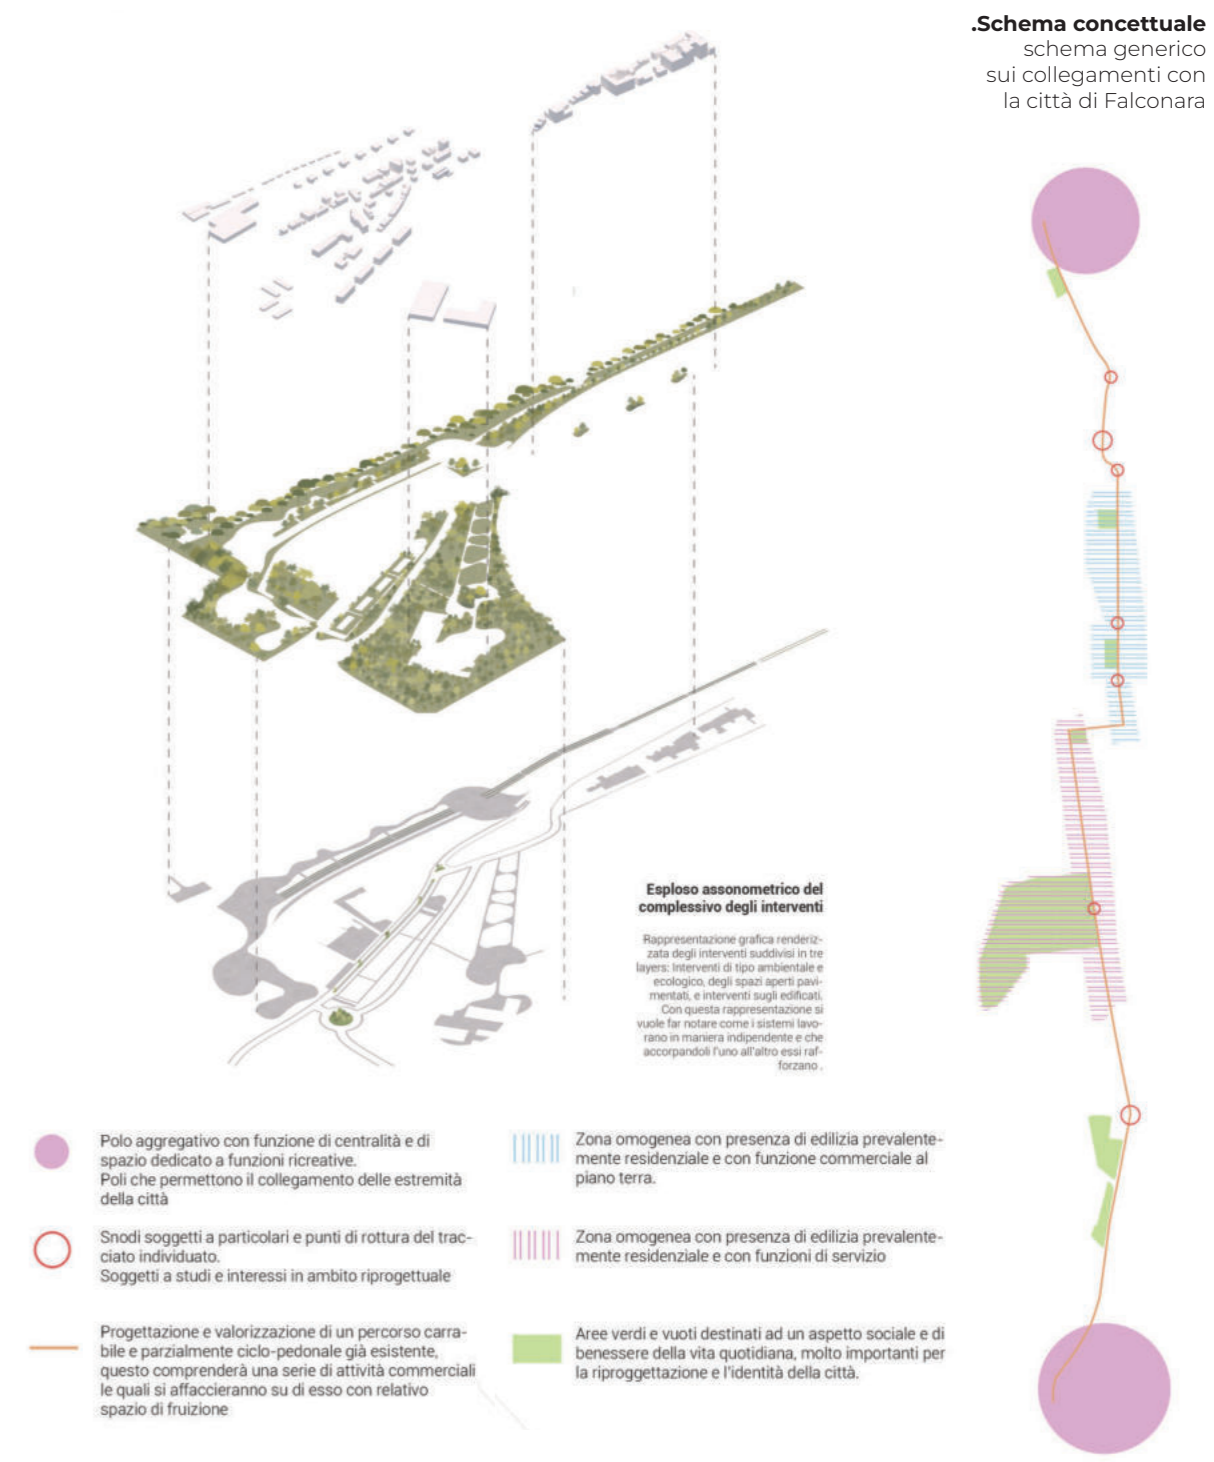 .Schema concettuale
schema generico
sui collegamenti con
la città di Falconara
Esploso assonometrico del
complessivo degli interventi
Rappresentazione grafica renderiz-
zata degli interventi suddivisi in tre
layers: Interventi di tipo ambientale e
ecologico, degli spazi aperti pavi-
mentati, e interventi sugli edificati.
Con questa rappresentazione si
vuole far notare come i sistemi lavo-
rano in maniera indipendente e che
accorpandoli l'uno all'altro essi raf-
forzano .
Polo aggregativo con funzione di centralità e di
spazio dedicato a funzioni ricreative.
Poli che permettono il collegamento delle estremità
della città
Snodi soggetti a particolari e punti di rottura del trac-
ciato individuato.
Soggetti a studi e interessi in ambito riprogettuale
Progettazione e valorizzazione di un percorso carra-
bile e parzialmente ciclo-pedonale già esistente,
questo comprenderà una serie di attività commerciali
le quali si affaccieranno su di esso con relativo
spazio di fruizione
Zona omogenea con presenza di edilizia prevalente-
mente residenziale e con funzione commerciale al
piano terra.
Zona omogenea con presenza di edilizia prevalente-
mente residenziale e con funzioni di servizio
Aree verdi e vuoti destinati ad un aspetto sociale e di
benessere della vita quotidiana, molto importanti per
la riproggettazione e l'identità della città.